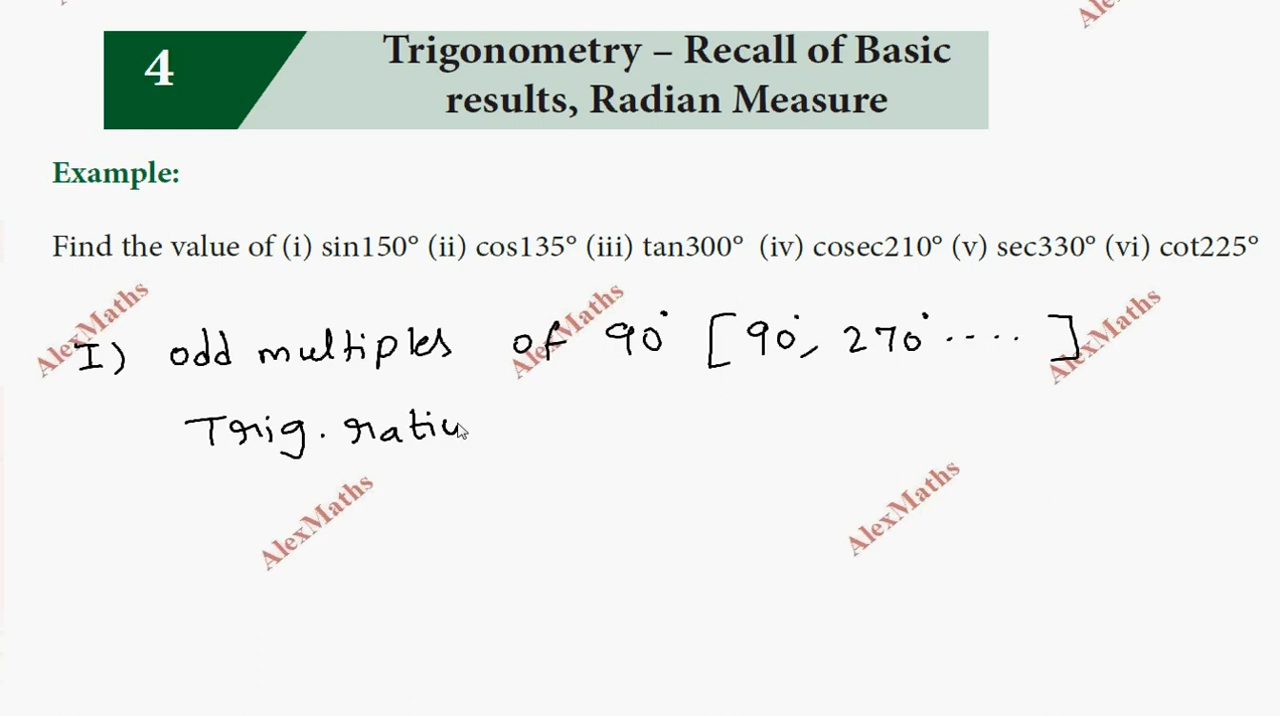 4
Trigonometry – Recall of Basic
results, Radian Measure
Example:
Find the value of (i) sin150° (ii) cos135° (iii) tan300° (iv) cosec210° (v) sec330° (vi) cot225°
I) odd multiples of 90° [90°, 270° ....]
Trig. ratio
AlexMaths
AlexMaths
AlexMaths
AlexMaths
AlexMaths